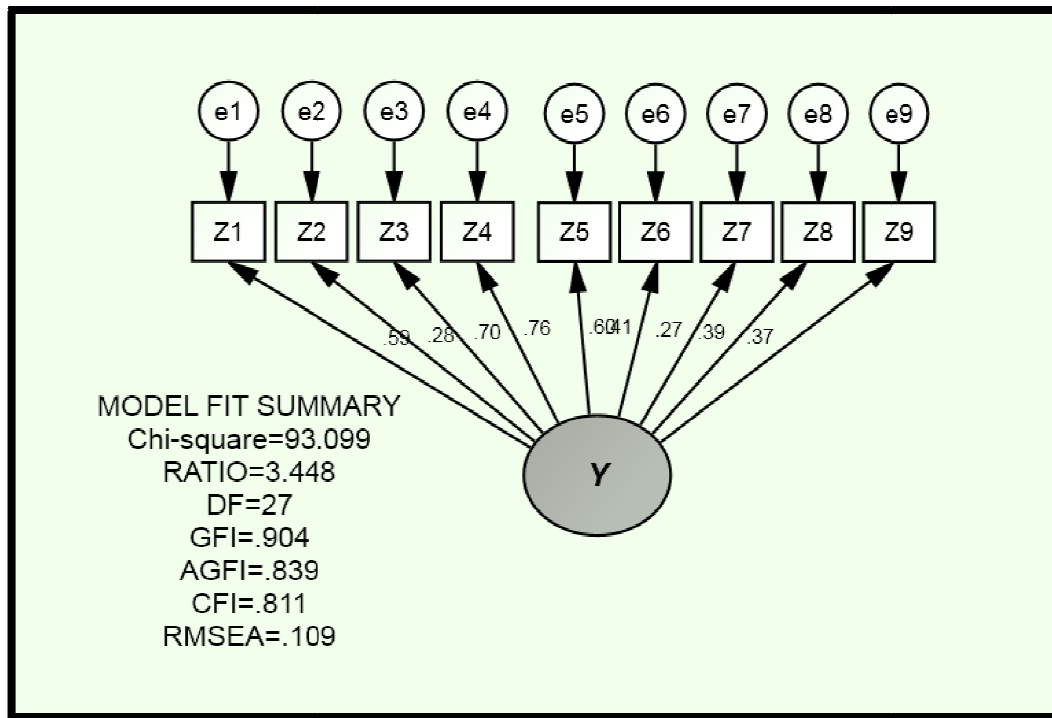 e1 e2 e3 e4 e5 e6 e7 e8 e9
Z1 Z2 Z3 Z4 Z5 Z6 Z7 Z8 Z9
.59 .28 .70 .76 .60 .41 .27 .39 .37
MODEL FIT SUMMARY
Chi-square=93.099
RATIO=3.448
DF=27
GFI=.904
AGFI=.839
CFI=.811
RMSEA=.109
Y